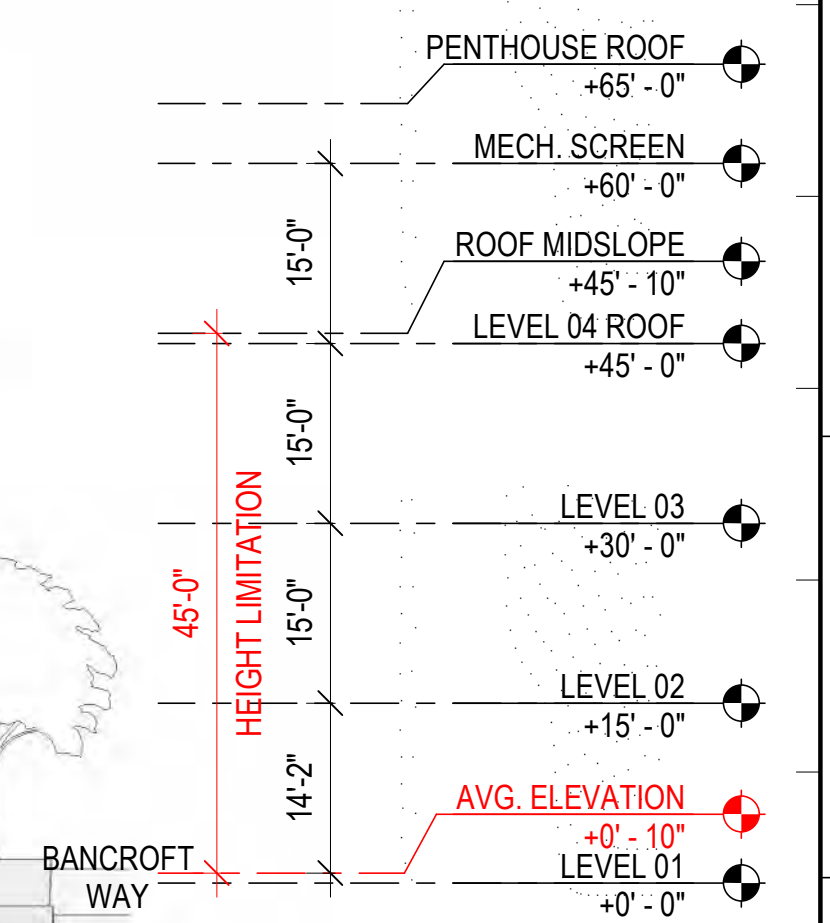 PENTHOUSE ROOF
+65' - 0"
MECH. SCREEN
+60' - 0"
15'-0"
ROOF MIDSLOPE
+45' - 10"
LEVEL 04 ROOF
+45' - 0"
15'-0"
LEVEL 03
+30' - 0"
45'-0"
HEIGHT LIMITATION
15'-0"
LEVEL 02
+15' - 0"
14'-2"
AVG. ELEVATION
+0' - 10"
BANCROFT
WAY
LEVEL 01
+0' - 0"